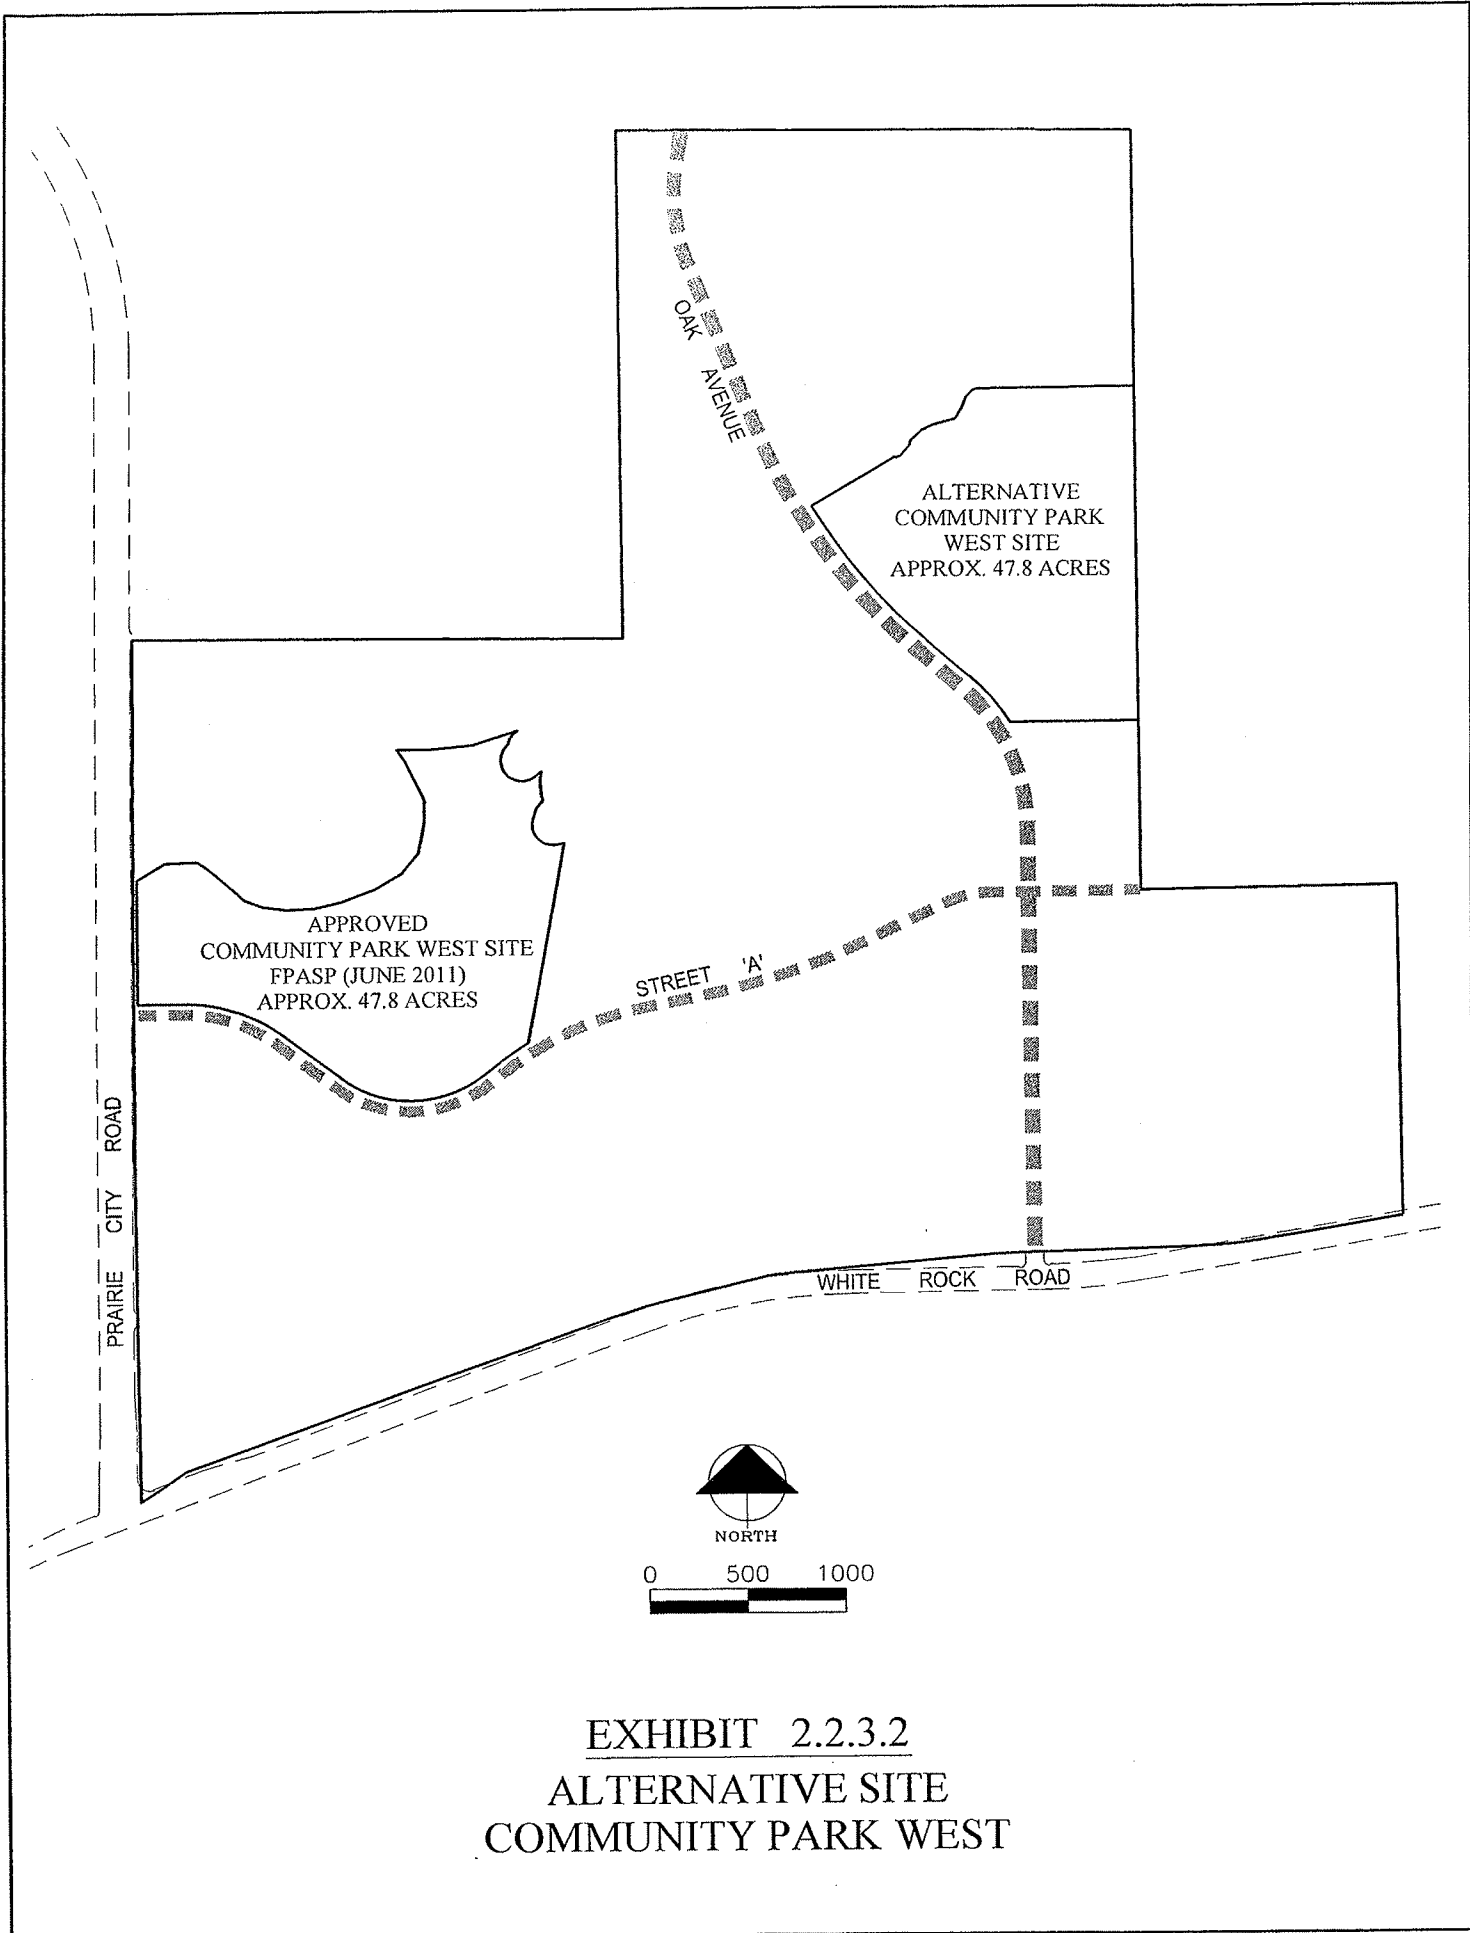 OAK AVENUE
ALTERNATIVE
COMMUNITY PARK
WEST SITE
APPROX. 47.8 ACRES
APPROVED
COMMUNITY PARK WEST SITE
FPASP (JUNE 2011)
APPROX. 47.8 ACRES
STREET 'A'
PRAIRIE CITY ROAD
WHITE ROCK ROAD
NORTH
0 500 1000
EXHIBIT 2.2.3.2
ALTERNATIVE SITE
COMMUNITY PARK WEST